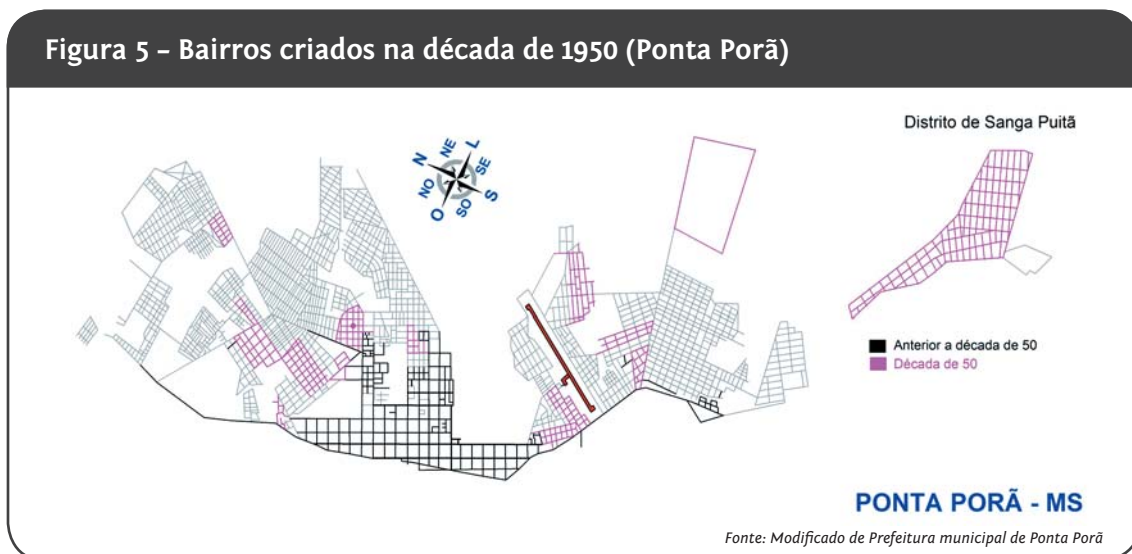 Figura 5 – Bairros criados na década de 1950 (Ponta Porã)
Distrito de Sanga Puitã
N
NE
L
NO
SE
O
SO
S
Anterior a década de 50
Década de 50
PONTA PORÃ - MS
Fonte: Modificado de Prefeitura municipal de Ponta Porã